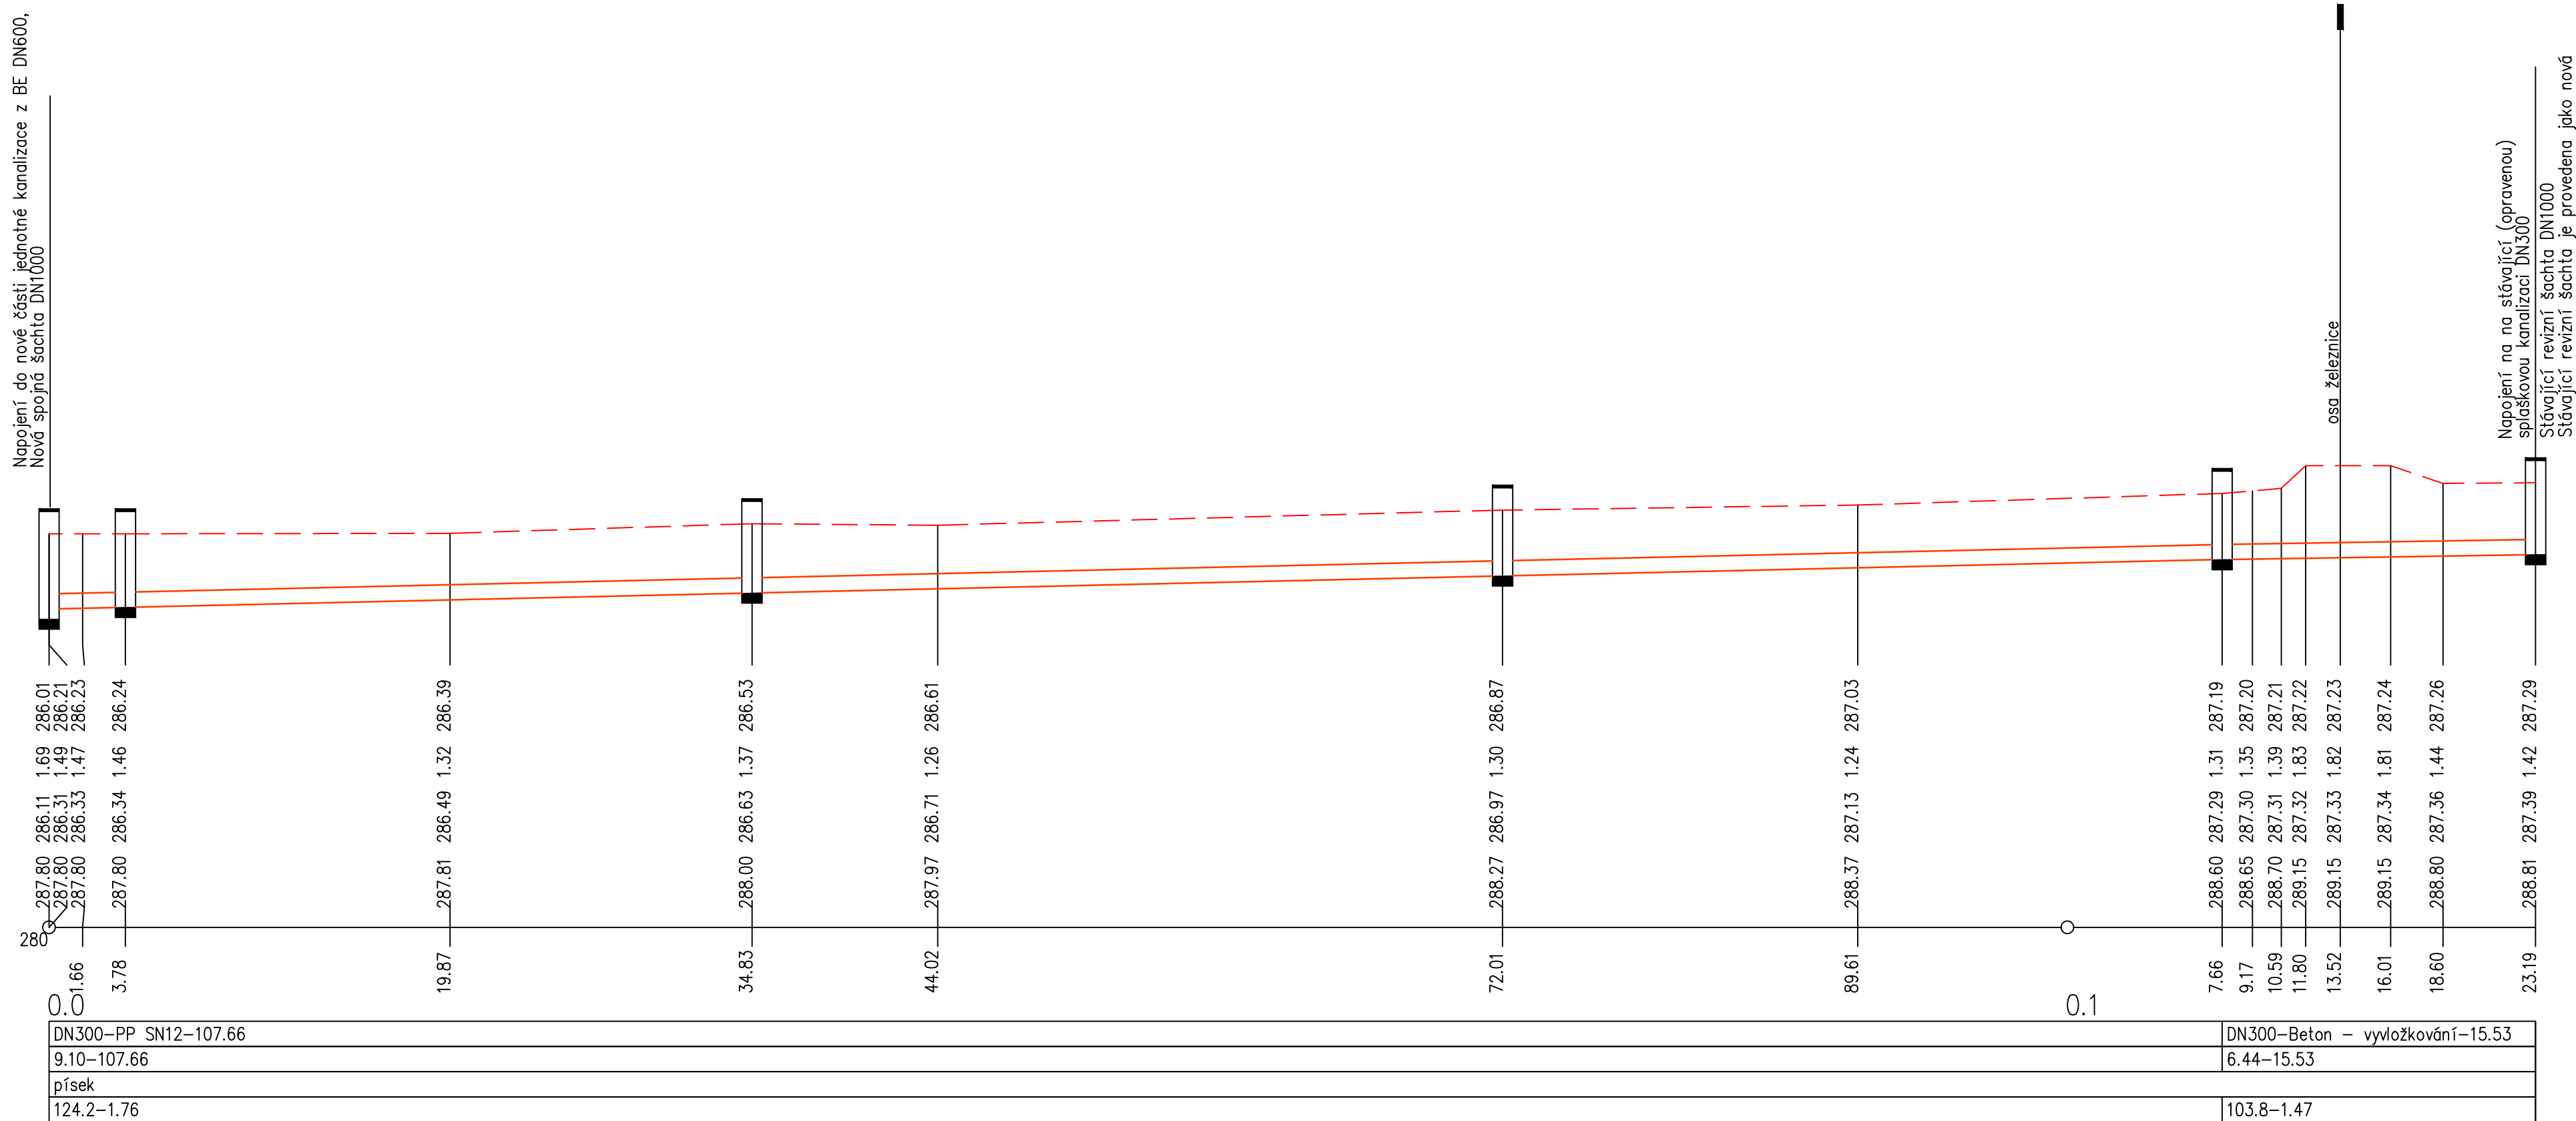 Napojení do nové části jednotné kanalizace z BE DN600,
Nová spojná šachta DN1000
osa železnice
Napojení na na stávající (opravenou)
splaškovou kanalizaci DN300
Stávající revizní šachta DN1000
Stávající revizní šachta je provedena jako nová
287.80 286.11 1.69 286.01
287.80 286.31 1.49 286.21
287.80 286.33 1.47 286.23
287.80 286.34 1.46 286.24
287.81 286.49 1.32 286.39
288.00 286.63 1.37 286.53
287.97 286.71 1.26 286.61
288.27 286.97 1.30 286.87
288.37 287.13 1.24 287.03
288.60 287.29 1.31 287.19
288.65 287.30 1.35 287.20
288.70 287.31 1.39 287.21
289.15 287.32 1.83 287.22
289.15 287.33 1.82 287.23
289.15 287.34 1.81 287.24
288.80 287.36 1.44 287.26
288.81 287.39 1.42 287.29
280
1.66
3.78
19.87
34.83
44.02
72.01
89.61
7.66
9.17
10.59
11.80
13.52
16.01
18.60
23.19
0.0
0.1
DN300-PP SN12-107.66
DN300-Beton - vyvložkování-15.53
9.10-107.66
6.44-15.53
písek
124.2-1.76
103.8-1.47